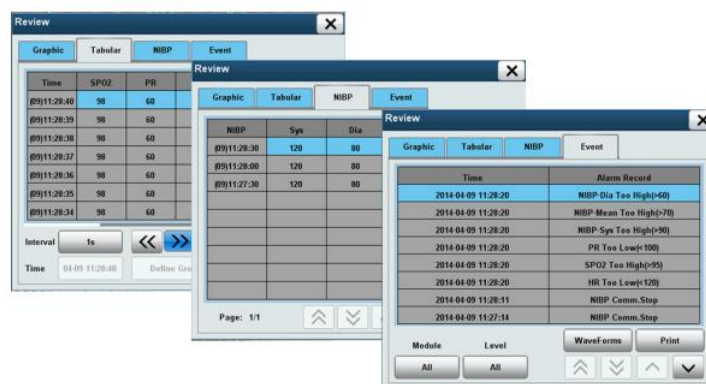 Review
Graphic Tabular NIBP Event
Time SPO2 PR
(09)11:28:40 98 60
(09)11:28:39 98 60
(09)11:28:38 98 60
(09)11:28:37 98 60
(09)11:28:36 98 60
(09)11:28:35 98 60
(09)11:28:34 98 60
Interval 1s
Time 04-09 11:28:40 Define Gro
Review
Graphic Tabular NIBP Event
NIBP Sys Dia
(09)11:28:30 120 80
(09)11:28:00 120 80
(09)11:27:30 120 80
Page: 1/1
Review
Graphic Tabular NIBP Event
Time Alarm Record
2014-04-09 11:28:20 NIBP-Dia Too High(>60)
2014-04-09 11:28:20 NIBP-Mean Too High(>70)
2014-04-09 11:28:20 NIBP-Sys Too High(>90)
2014-04-09 11:28:20 PR Too Low(<100)
2014-04-09 11:28:20 SPO2 Too High(>95)
2014-04-09 11:28:20 HR Too Low(<120)
2014-04-09 11:28:11 NIBP Comm.Stop
2014-04-09 11:27:14 NIBP Comm.Stop
Module Level WaveForms Print
All All